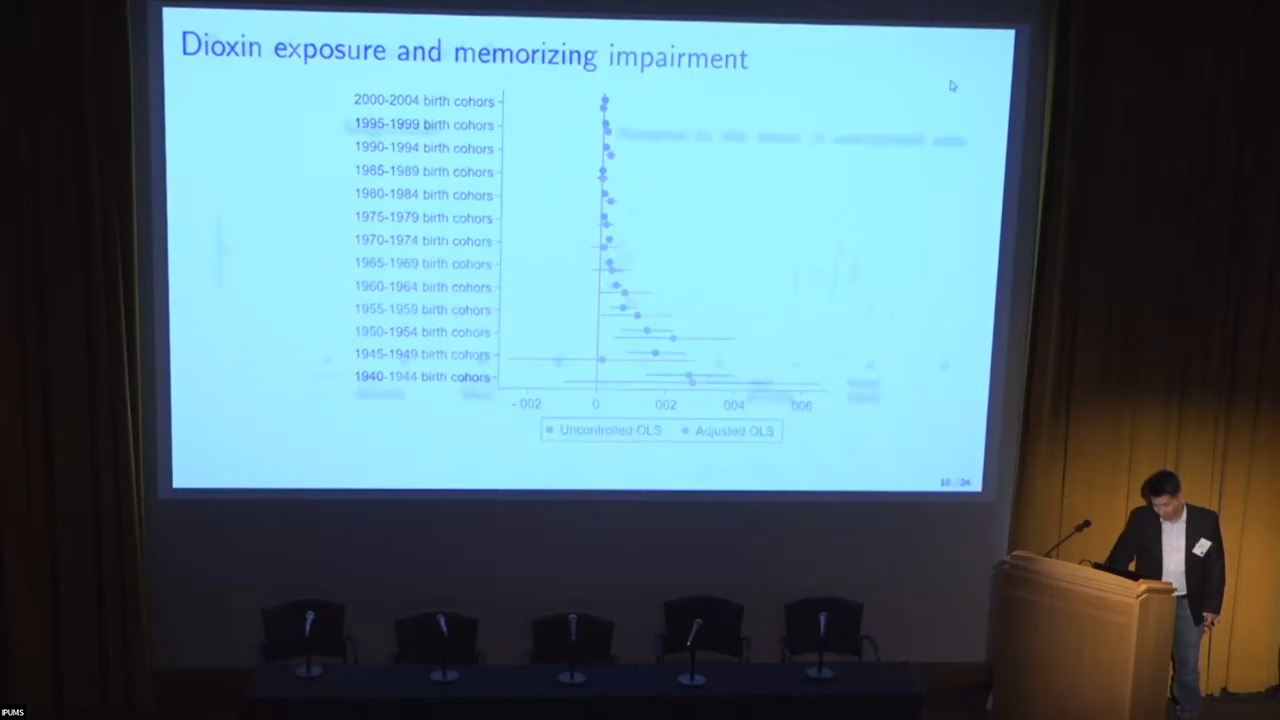 Dioxin exposure and memorizing impairment
2000-2004 birth cohors
1995-1999 birth cohors
1990-1994 birth cohors
1985-1989 birth cohors
1980-1984 birth cohors
1975-1979 birth cohors
1970-1974 birth cohors
1965-1969 birth cohors
1960-1964 birth cohors
1955-1959 birth cohors
1950-1954 birth cohors
1945-1949 birth cohors
1940-1944 birth cohors
-.002 0 .002 .004 .006
Uncontrolled OLS Adjusted OLS
10 / 24
IPUMS